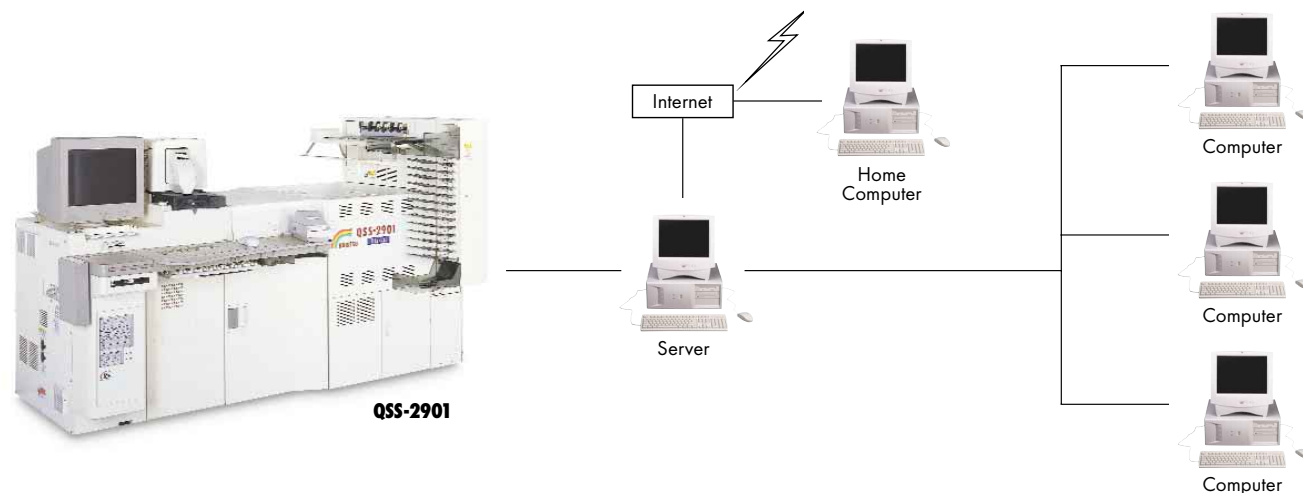 Internet
Home
Computer
Computer
QSS-2901
Server
Computer
QSS-2901
Computer